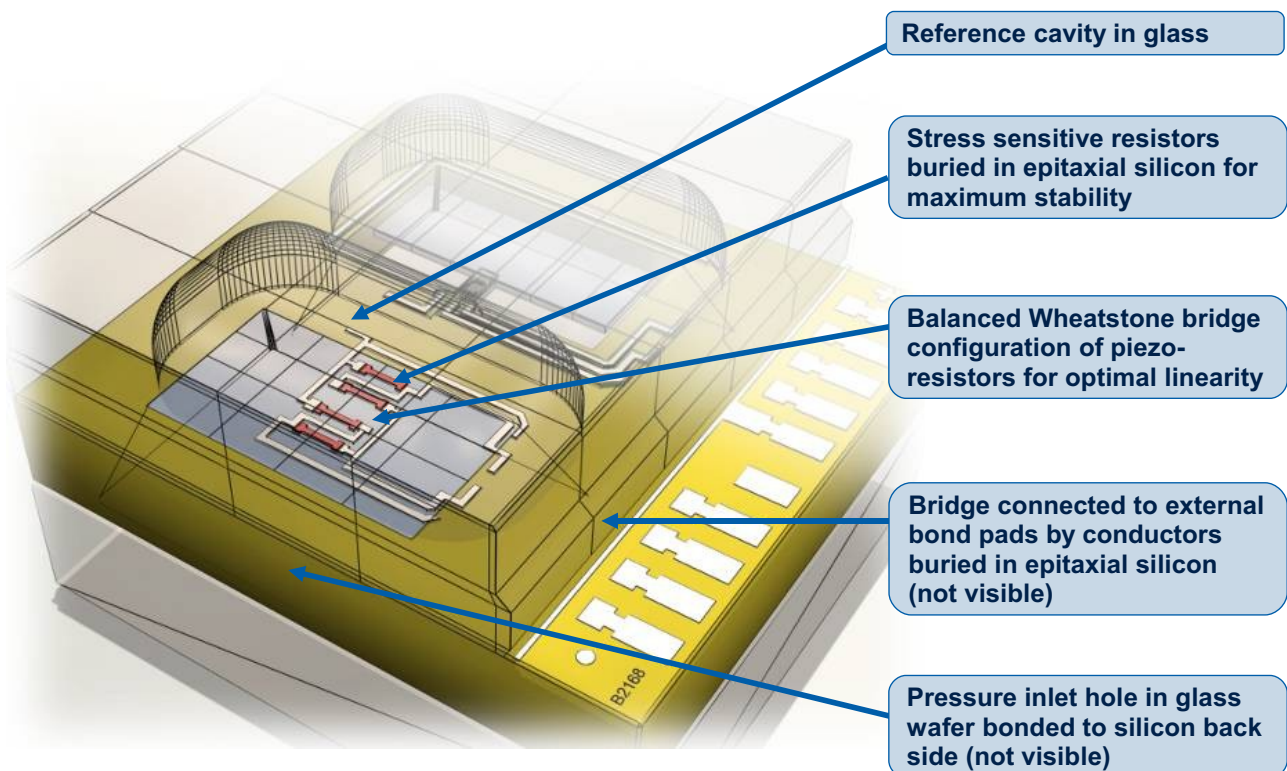 Reference cavity in glass
Stress sensitive resistors
buried in epitaxial silicon for
maximum stability
Balanced Wheatstone bridge
configuration of piezo-
resistors for optimal linearity
Bridge connected to external
bond pads by conductors
buried in epitaxial silicon
(not visible)
B2168
Pressure inlet hole in glass
wafer bonded to silicon back
side (not visible)